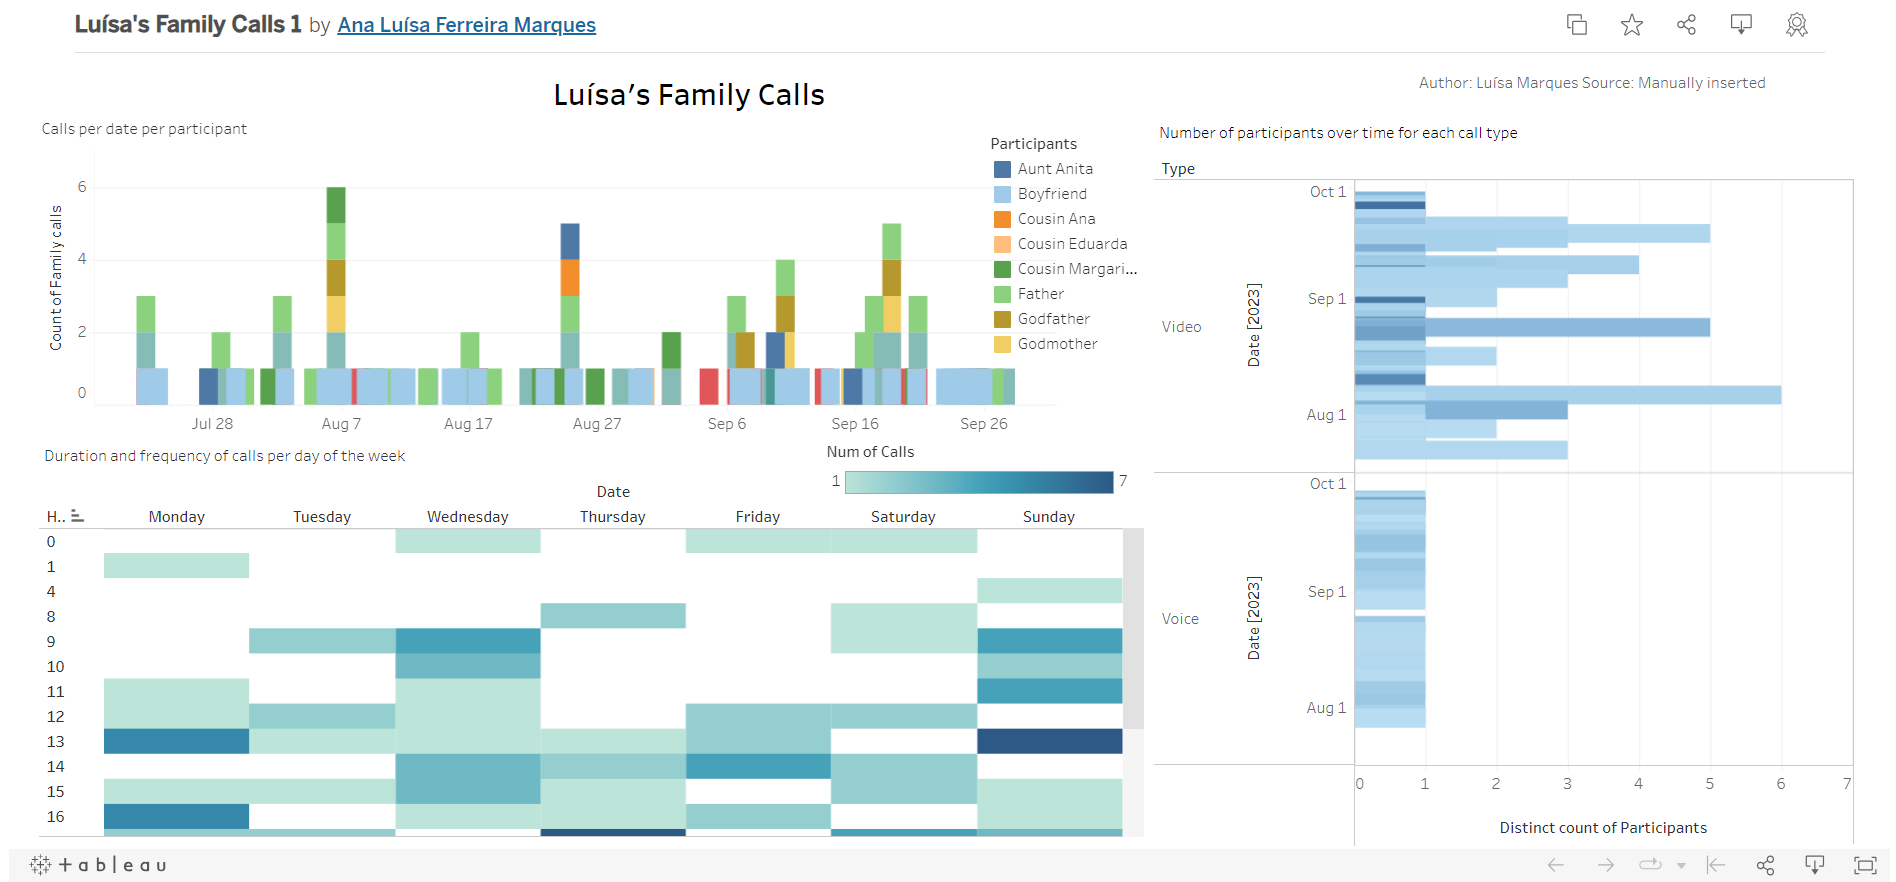 Luísa's Family Calls 1 by Ana Luísa Ferreira Marques
Luísa’s Family Calls
Author: Luísa Marques Source: Manually inserted
Calls per date per participant
Count of Family calls
6
4
2
0
Jul 28
Aug 7
Aug 17
Aug 27
Sep 6
Sep 16
Sep 26
Participants
Aunt Anita
Boyfriend
Cousin Ana
Cousin Eduarda
Cousin Margari...
Father
Godfather
Godmother
Duration and frequency of calls per day of the week
Num of Calls
1 7
Date
H.. Monday Tuesday Wednesday Thursday Friday Saturday Sunday
0
1
4
8
9
10
11
12
13
14
15
16
Number of participants over time for each call type
Type
Video
Date [2023]
Oct 1
Sep 1
Aug 1
Voice
Date [2023]
Oct 1
Sep 1
Aug 1
0 1 2 3 4 5 6 7
Distinct count of Participants
+ a b | e a u